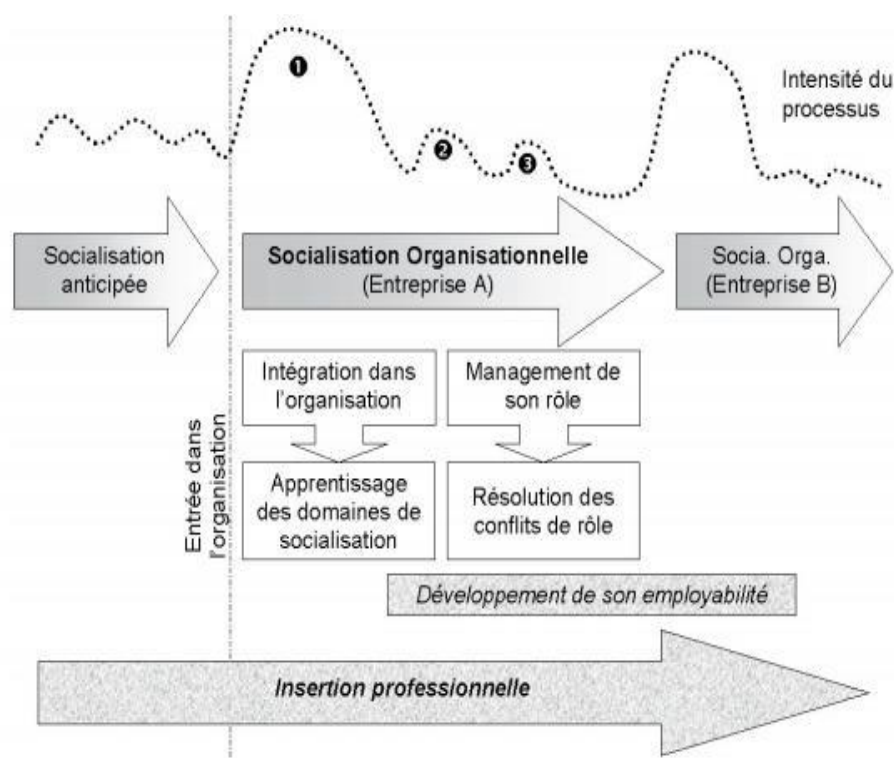 ❶
Intensité du
processus
❷
❸
Socialisation
anticipée
Socialisation Organisationnelle
(Entreprise A)
Socia. Orga.
(Entreprise B)
Intégration dans
l'organisation
Management de
son rôle
Entrée dans
l'organisation
Apprentissage
des domaines de
socialisation
Résolution des
conflits de rôle
Développement de son employabilité
Insertion professionnelle